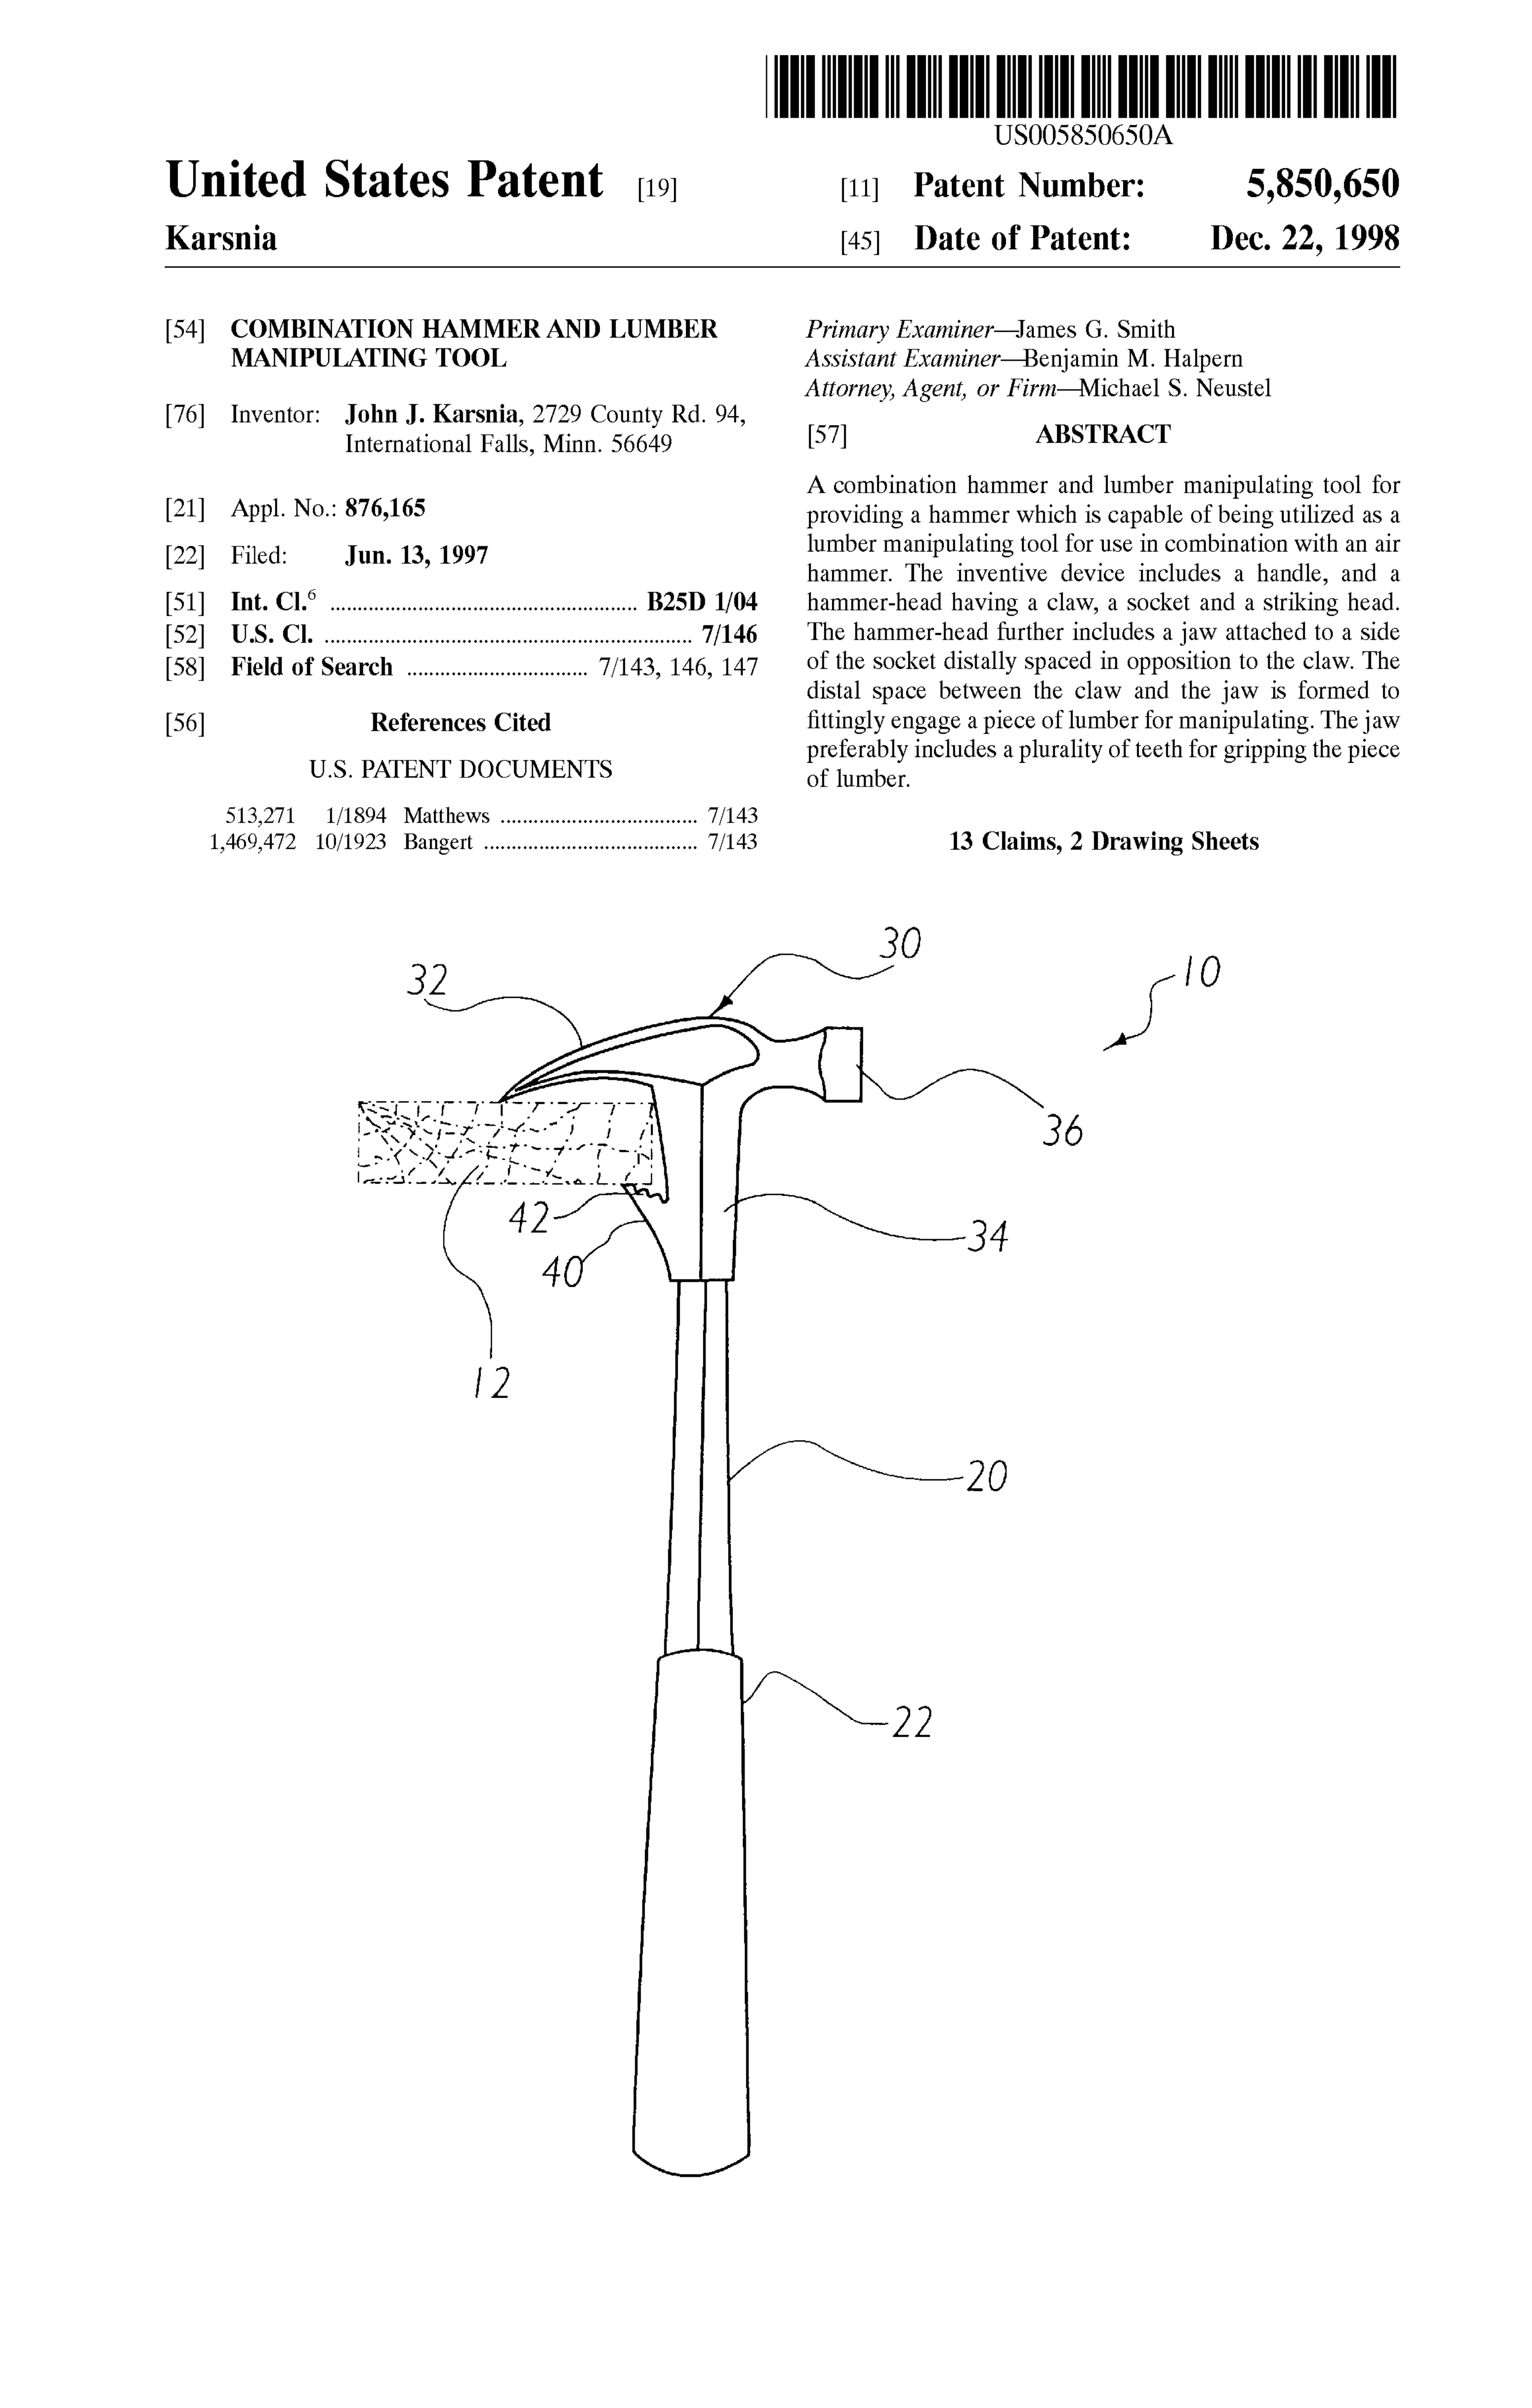 US005850650A
United States Patent [19]
Karsnia
[11] Patent Number: 5,850,650
[45] Date of Patent: Dec. 22, 1998
[54] COMBINATION HAMMER AND LUMBER
MANIPULATING TOOL
[76] Inventor: John J. Karsnia, 2729 County Rd. 94,
International Falls, Minn. 56649
[21] Appl. No.: 876,165
[22] Filed: Jun. 13, 1997
[51] Int. Cl.⁶ .................................................. B25D 1/04
[52] U.S. Cl. .................................................. 7/146
[58] Field of Search ................................. 7/143, 146, 147
[56] References Cited
U.S. PATENT DOCUMENTS
513,271 1/1894 Matthews .................................... 7/143
1,469,472 10/1923 Bangert ....................................... 7/143
Primary Examiner—James G. Smith
Assistant Examiner—Benjamin M. Halpern
Attorney, Agent, or Firm—Michael S. Neustel
[57] ABSTRACT
A combination hammer and lumber manipulating tool for
providing a hammer which is capable of being utilized as a
lumber manipulating tool for use in combination with an air
hammer. The inventive device includes a handle, and a
hammer-head having a claw, a socket and a striking head.
The hammer-head further includes a jaw attached to a side
of the socket distally spaced in opposition to the claw. The
distal space between the claw and the jaw is formed to
fittingly engage a piece of lumber for manipulating. The jaw
preferably includes a plurality of teeth for gripping the piece
of lumber.
13 Claims, 2 Drawing Sheets
30
32
10
36
42
34
40
12
20
22